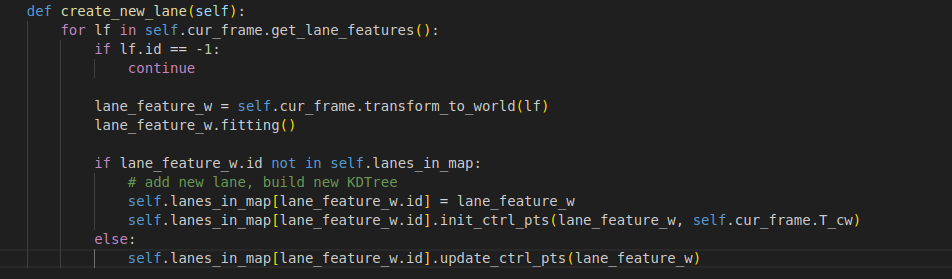 def create_new_lane(self):
    for lf in self.cur_frame.get_lane_features():
        if lf.id == -1:
            continue

        lane_feature_w = self.cur_frame.transform_to_world(lf)
        lane_feature_w.fitting()

        if lane_feature_w.id not in self.lanes_in_map:
            # add new lane, build new KDTree
            self.lanes_in_map[lane_feature_w.id] = lane_feature_w
            self.lanes_in_map[lane_feature_w.id].init_ctrl_pts(lane_feature_w, self.cur_frame.T_cw)
        else:
            self.lanes_in_map[lane_feature_w.id].update_ctrl_pts(lane_feature_w)